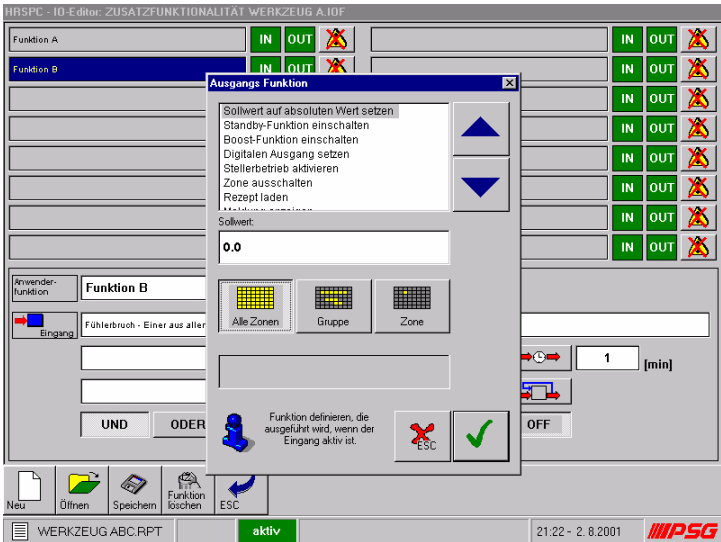 HRSPC - IO-Editor: ZUSATZFUNKTIONALITÄT WERKZEUG A.IOF
Funktion A
IN
OUT
IN
OUT
Funktion B
IN
OUT
IN
OUT
IN
OUT
IN
OUT
IN
OUT
IN
OUT
IN
OUT
IN
OUT
Ausgangs Funktion
Sollwert auf absoluten Wert setzen
Standby-Funktion einschalten
Boost-Funktion einschalten
Digitalen Ausgang setzen
Stellerbetrieb aktivieren
Zone ausschalten
Rezept laden
Sollwert:
0.0
Alle Zonen
Gruppe
Zone
Funktion definieren, die
ausgeführt wird, wenn der
Eingang aktiv ist.
ESC
Anwender-
funktion
Funktion B
Eingang
Fühlerbruch - Einer aus aller
1
[min]
UND
ODER
OFF
Neu
Öffnen
Speichern
Funktion
löschen
ESC
WERKZEUG ABC.RPT
aktiv
21:22 - 2. 8.2001
PSG